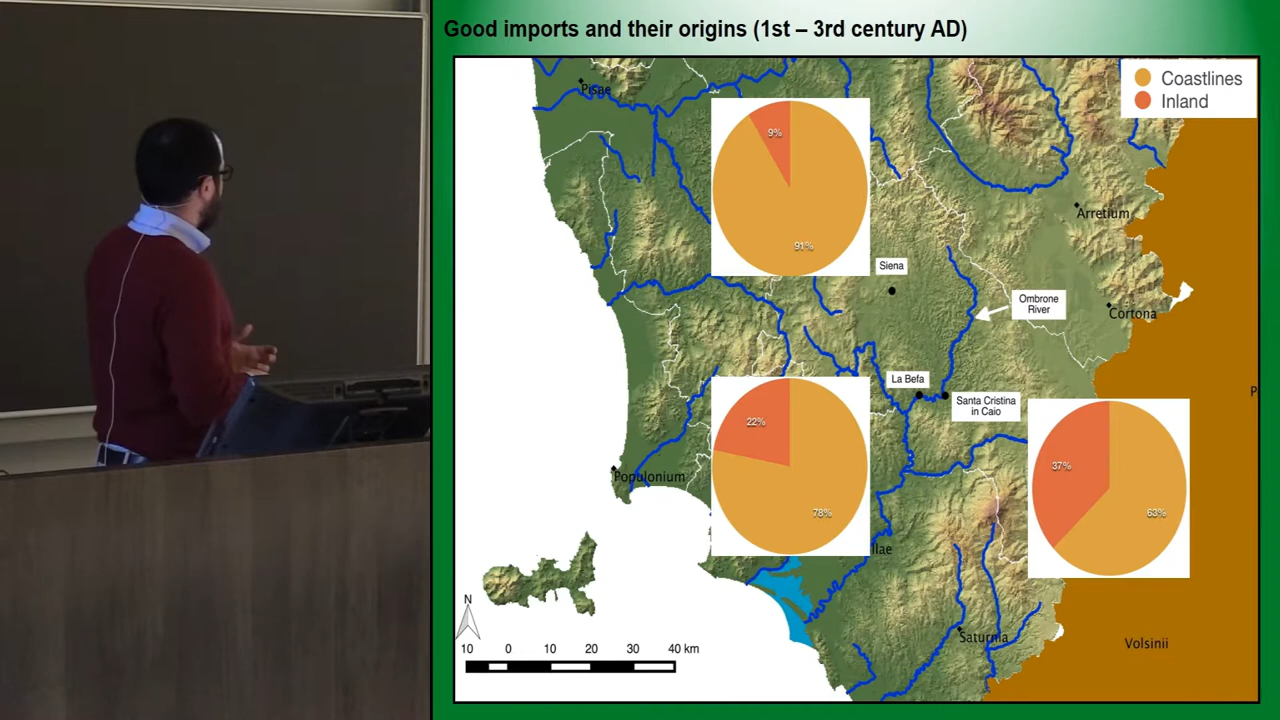 Good imports and their origins (1st – 3rd century AD)
Coastlines
Inland
Pisae
9%
91%
Arretium
Siena
Ombrone
River
Cortona
La Befa
Santa Cristina
in Caio
P
22%
78%
37%
63%
Populonium
llae
N
Saturnia
Volsinii
10 0 10 20 30 40 km